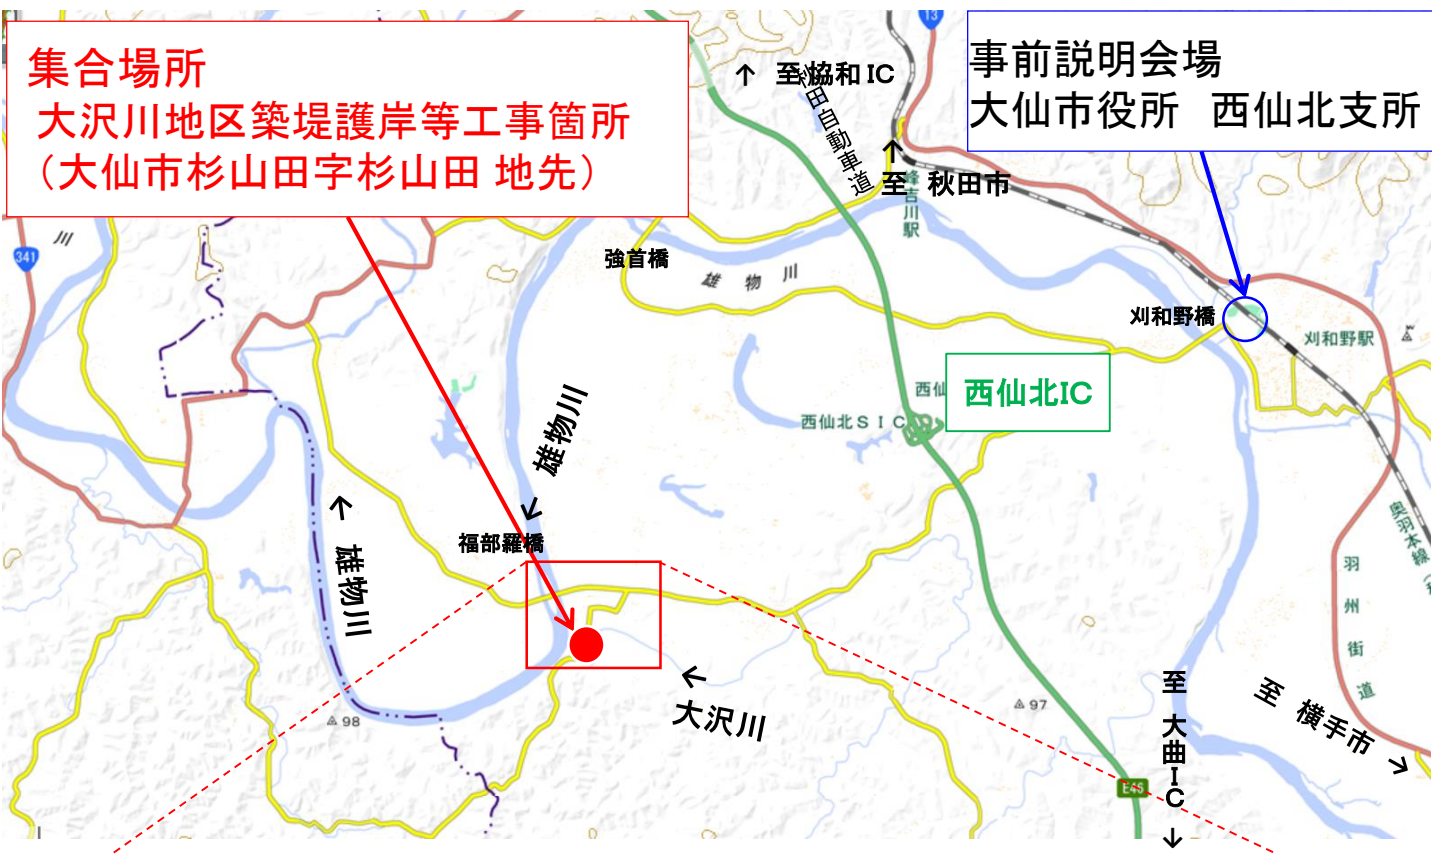 集合場所
大沢川地区築堤護岸等工事箇所
（大仙市杉山田字杉山田 地先）
事前説明会場
大仙市役所　西仙北支所
13
↑ 至 協和IC
秋田自動車道
↑
至 秋田市
峰吉川駅
341
川
強首橋
雄物川
刈和野橋
刈和野駅
西仙
西仙北IC
西仙北ＳＩＣ
雄物川
↓
福部羅橋
↑
雄物川
奥羽本線
羽州街道
←
大沢川
98
97
至 大曲IC
↓
至 横手市
→
E46